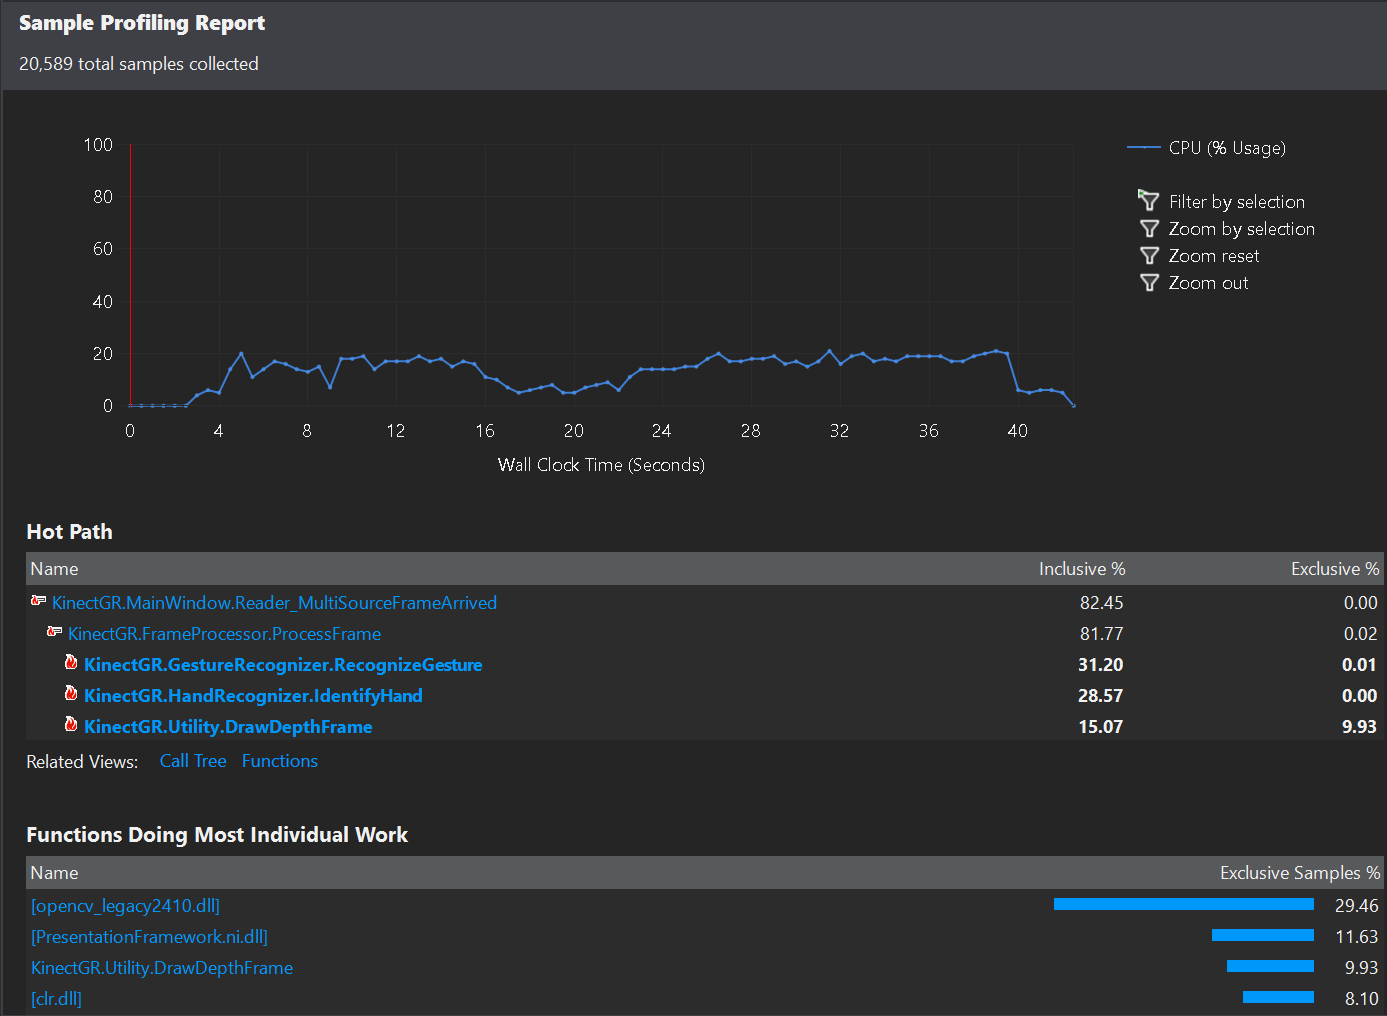 Sample Profiling Report
20,589 total samples collected
100
80
60
40
20
0
0 4 8 12 16 20 24 28 32 36 40
Wall Clock Time (Seconds)
CPU (% Usage)
Filter by selection
Zoom by selection
Zoom reset
Zoom out
Hot Path
Name Inclusive % Exclusive %
KinectGR.MainWindow.Reader_MultiSourceFrameArrived 82.45 0.00
KinectGR.FrameProcessor.ProcessFrame 81.77 0.02
KinectGR.GestureRecognizer.RecognizeGesture 31.20 0.01
KinectGR.HandRecognizer.IdentifyHand 28.57 0.00
KinectGR.Utility.DrawDepthFrame 15.07 9.93
Related Views: Call Tree Functions
Functions Doing Most Individual Work
Name Exclusive Samples %
[opencv_legacy2410.dll] 29.46
[PresentationFramework.ni.dll] 11.63
KinectGR.Utility.DrawDepthFrame 9.93
[clr.dll] 8.10